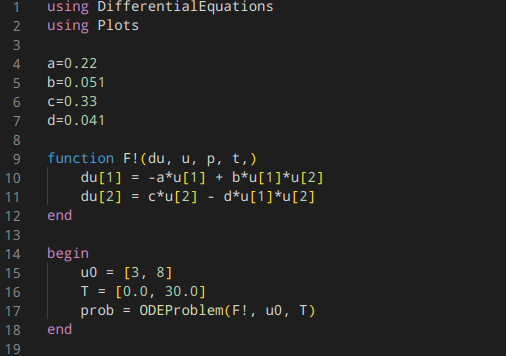 1 using DifferentialEquations
2 using Plots
3
4 a=0.22
5 b=0.051
6 c=0.33
7 d=0.041
8
9 function F!(du, u, p, t,)
10     du[1] = -a*u[1] + b*u[1]*u[2]
11     du[2] = c*u[2] - d*u[1]*u[2]
12 end
13
14 begin
15     u0 = [3, 8]
16     T = [0.0, 30.0]
17     prob = ODEProblem(F!, u0, T)
18 end
19